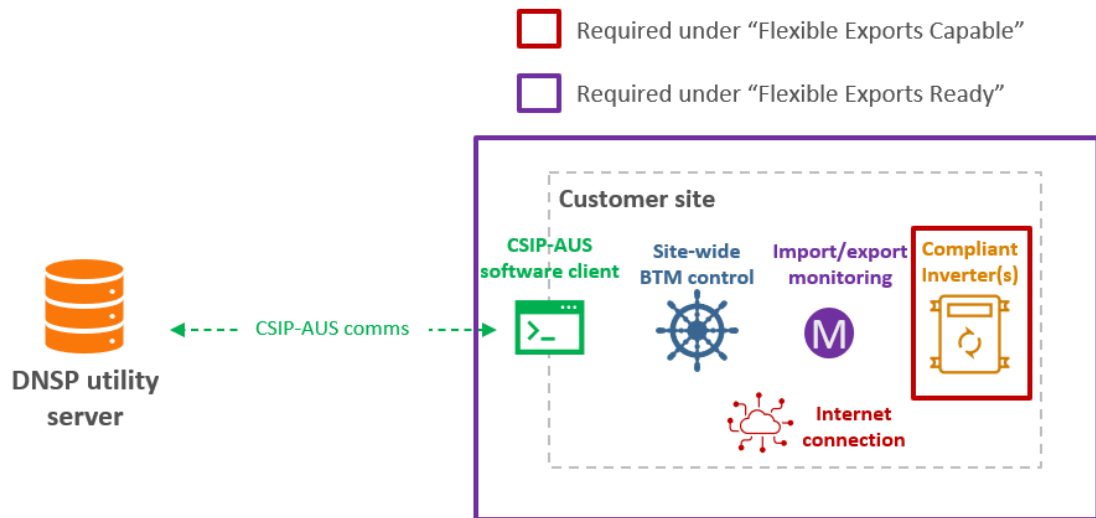 Required under “Flexible Exports Capable”
Required under “Flexible Exports Ready”
Customer site
CSIP-AUS
software client
Site-wide
BTM control
Import/export
monitoring
Compliant
Inverter(s)
>_
M
CSIP-AUS comms
DNSP utility
server
Internet
connection